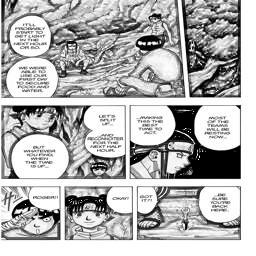 IT'LL
PROBABLY
START TO
GET LIGHT
IN THE
NEXT HOUR
OR SO.
WE WERE
ABLE TO
USE OUR
FIRST DAY
TO SECURE
FOOD AND
WATER.
MOST
OF THE
TEAMS
WILL BE
RESTING
NOW...
...MAKING
THIS THE
BEST
TIME TO
ACT.
LET'S
SPLIT
UP...
...AND
RECONNOITER
FOR THE
NEXT HALF
HOUR.
BUT
WHATEVER
YOU FIND,
WHEN
THE TIME
IS UP...
...BE
SURE
YOU'RE
BACK
HERE.
GOT
IT?!
OKAY!
ROGER!!